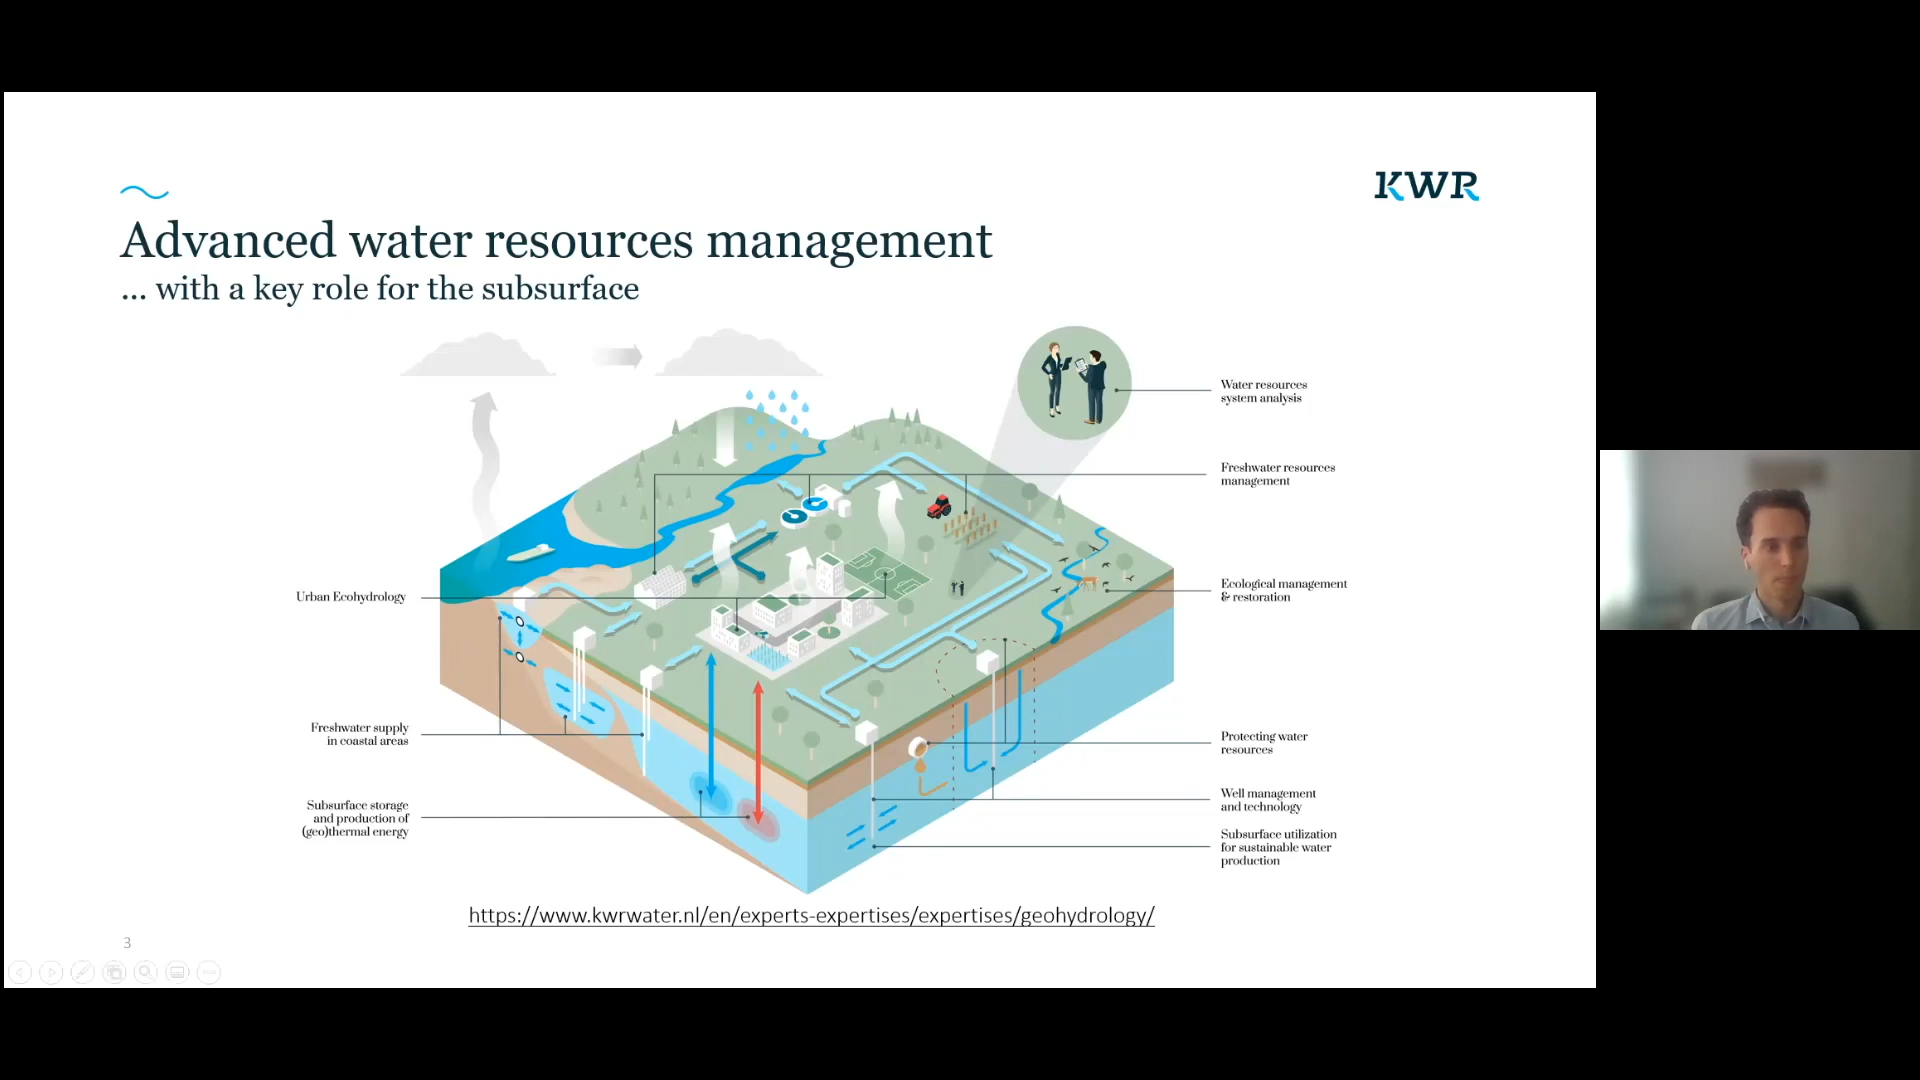 KWR
Advanced water resources management
... with a key role for the subsurface
Water resources
system analysis
Freshwater resources
management
Ecological management
& restoration
Urban Ecohydrology
Freshwater supply
in coastal areas
Protecting water
resources
Subsurface storage
and production of
(geo)thermal energy
Well management
and technology
Subsurface utilization
for sustainable water
production
https://www.kwrwater.nl/en/experts-expertises/expertises/geohydrology/
3